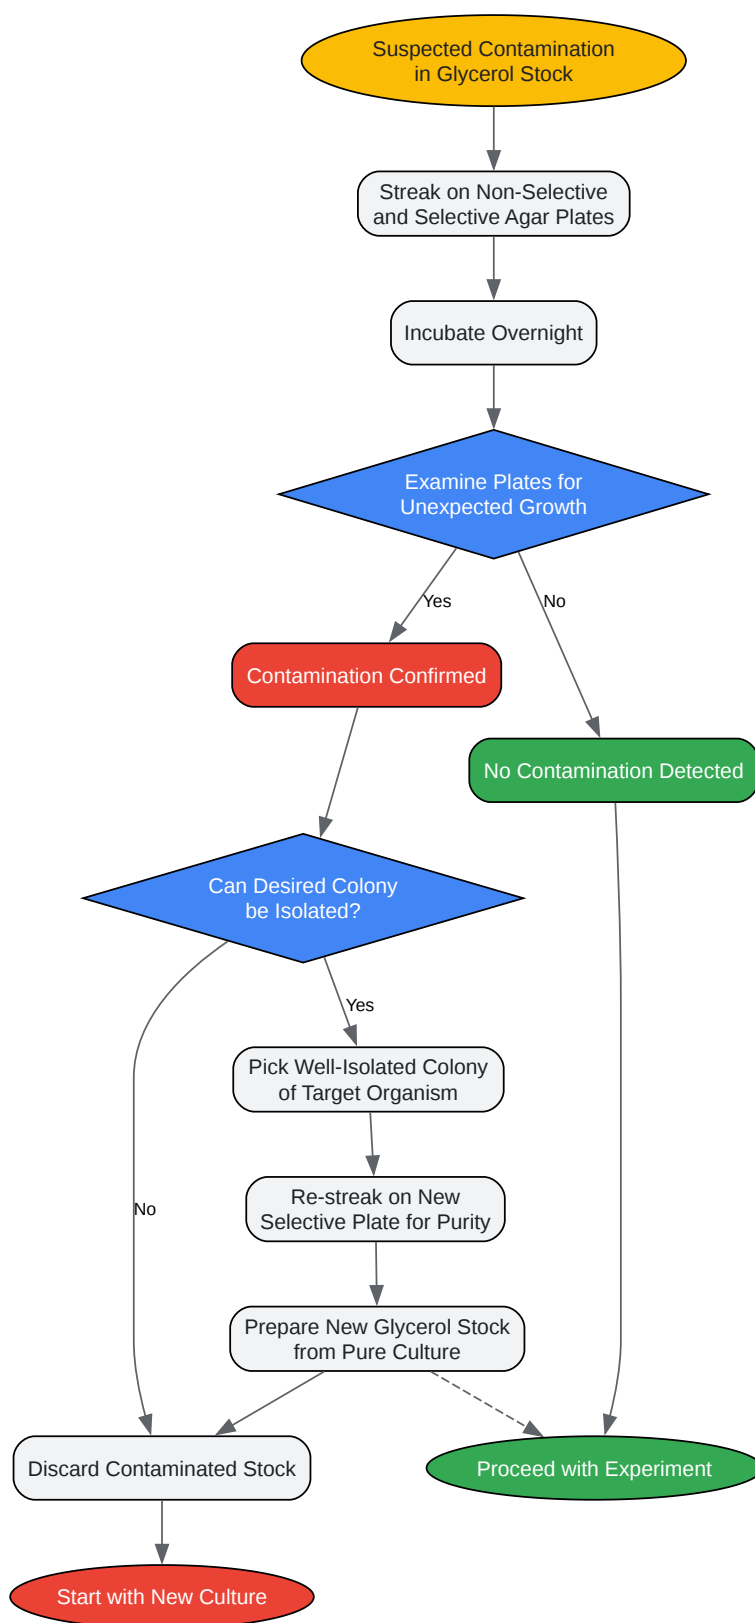 Suspected Contamination
in Glycerol Stock
Streak on Non-Selective
and Selective Agar Plates
Incubate Overnight
Examine Plates for
Unexpected Growth
Yes
No
Contamination Confirmed
No Contamination Detected
Can Desired Colony
be Isolated?
Yes
Pick Well-Isolated Colony
of Target Organism
Re-streak on New
Selective Plate for Purity
No
Prepare New Glycerol Stock
from Pure Culture
Discard Contaminated Stock
Proceed with Experiment
Start with New Culture